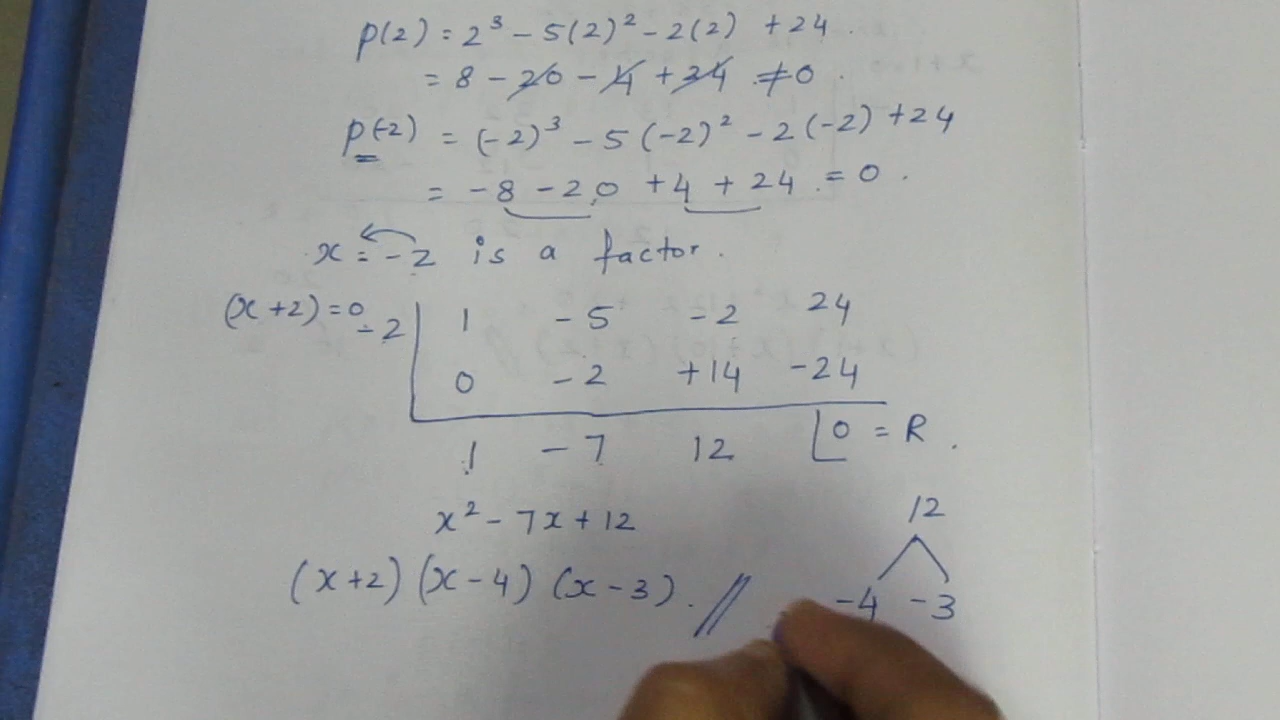 p(2) = 2³ - 5(2)² - 2(2) + 24
= 8 - 20 - 4 + 24 ≠ 0.
p(-2) = (-2)³ - 5(-2)² - 2(-2) + 24
= -8 - 20 + 4 + 24 = 0.
x = -2 is a factor.
(x+2)=0
-2 | 1 -5 -2 24
0 -2 +14 -24
1 -7 12 0 = R.
x² - 7x + 12
12
(x+2) (x-4) (x-3). //
-4 -3